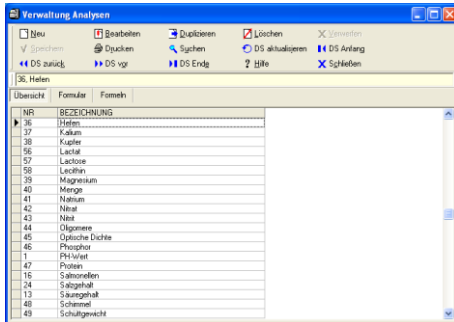 Verwaltung Analysen
Neu Bearbeiten Duplizieren Löschen Verwerfen
Speichern Drucken Suchen DS aktualisieren DS Anfang
DS zurück DS vor DS Ende Hilfe Schließen
36, Hefen
Übersicht Formular Formeln
NR BEZEICHNUNG
36 Hefen
37 Kalium
38 Kupfer
56 Lactat
57 Lactose
58 Lecithin
39 Magnesium
40 Menge
41 Natrium
42 Nitrat
43 Nitrit
44 Oligomere
45 Optische Dichte
46 Phosphor
1 PH-Wert
47 Protein
16 Salmonellen
24 Salzgehalt
13 Säuregehalt
48 Schimmel
49 Schüttgewicht